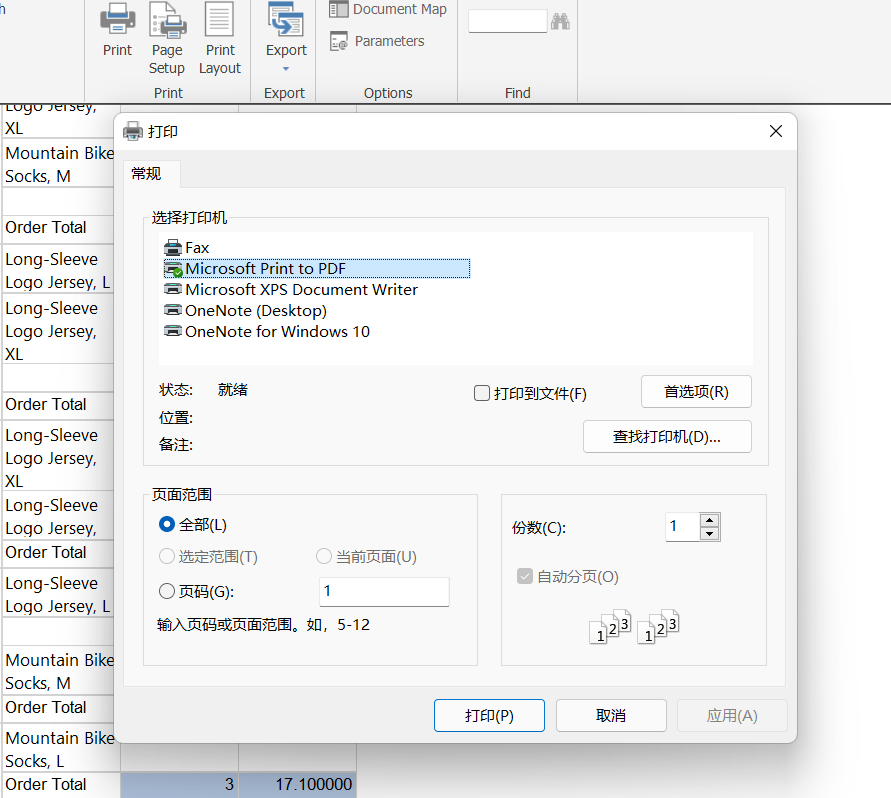 h
Print
Page
Setup
Print
Layout
Print
Export
Export
Document Map
Parameters
Options
Find
Logo Jersey,
XL
Mountain Bike
Socks, M
Order Total
Long-Sleeve
Logo Jersey, L
Long-Sleeve
Logo Jersey,
XL
Order Total
Long-Sleeve
Logo Jersey,
XL
Long-Sleeve
Logo Jersey,
Order Total
Long-Sleeve
Logo Jersey, L
Mountain Bike
Socks, M
Order Total
Mountain Bike
Socks, L
Order Total 3 17.100000
打印
常规
选择打印机
Fax
Microsoft Print to PDF
Microsoft XPS Document Writer
OneNote (Desktop)
OneNote for Windows 10
状态: 就绪
位置:
备注:
打印到文件(F)
首选项(R)
查找打印机(D)...
页面范围
全部(L)
选定范围(T) 当前页面(U)
页码(G): 1
输入页码或页面范围。如，5-12
份数(C): 1
自动分页(O)
1 2 3 1 2 3
打印(P) 取消 应用(A)